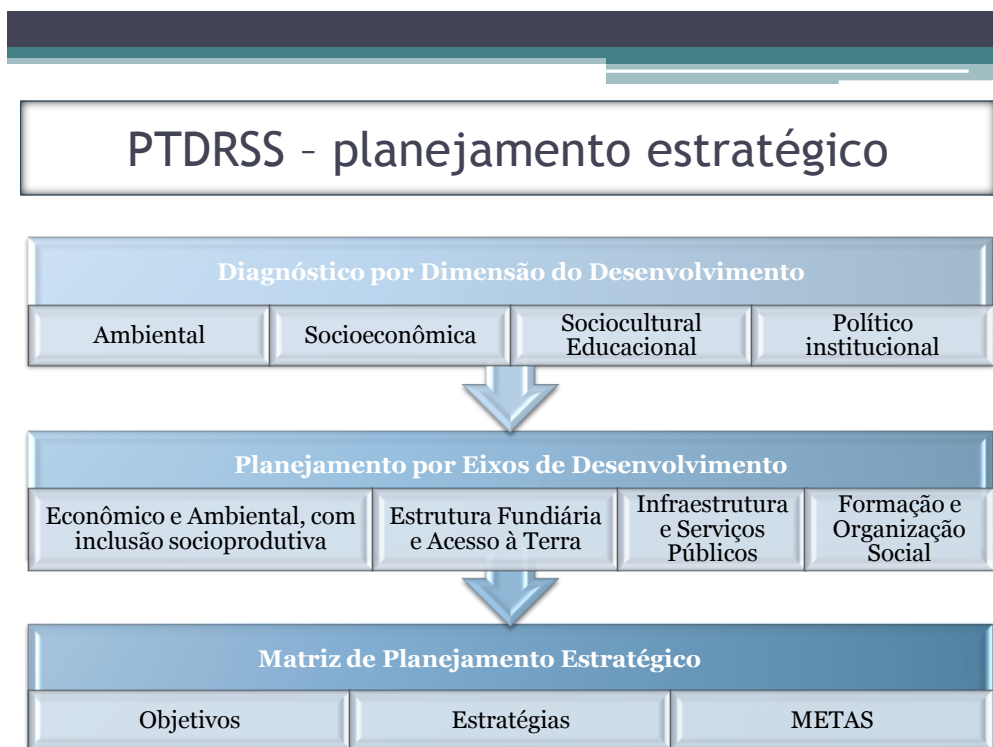 PTDRSS – planejamento estratégico
Diagnóstico por Dimensão do Desenvolvimento
Ambiental
Socioeconômica
Sociocultural
Educacional
Político
institucional
Planejamento por Eixos de Desenvolvimento
Econômico e Ambiental, com
inclusão socioprodutiva
Estrutura Fundiária
e Acesso à Terra
Infraestrutura
e Serviços
Públicos
Formação e
Organização
Social
Matriz de Planejamento Estratégico
Objetivos
Estratégias
METAS